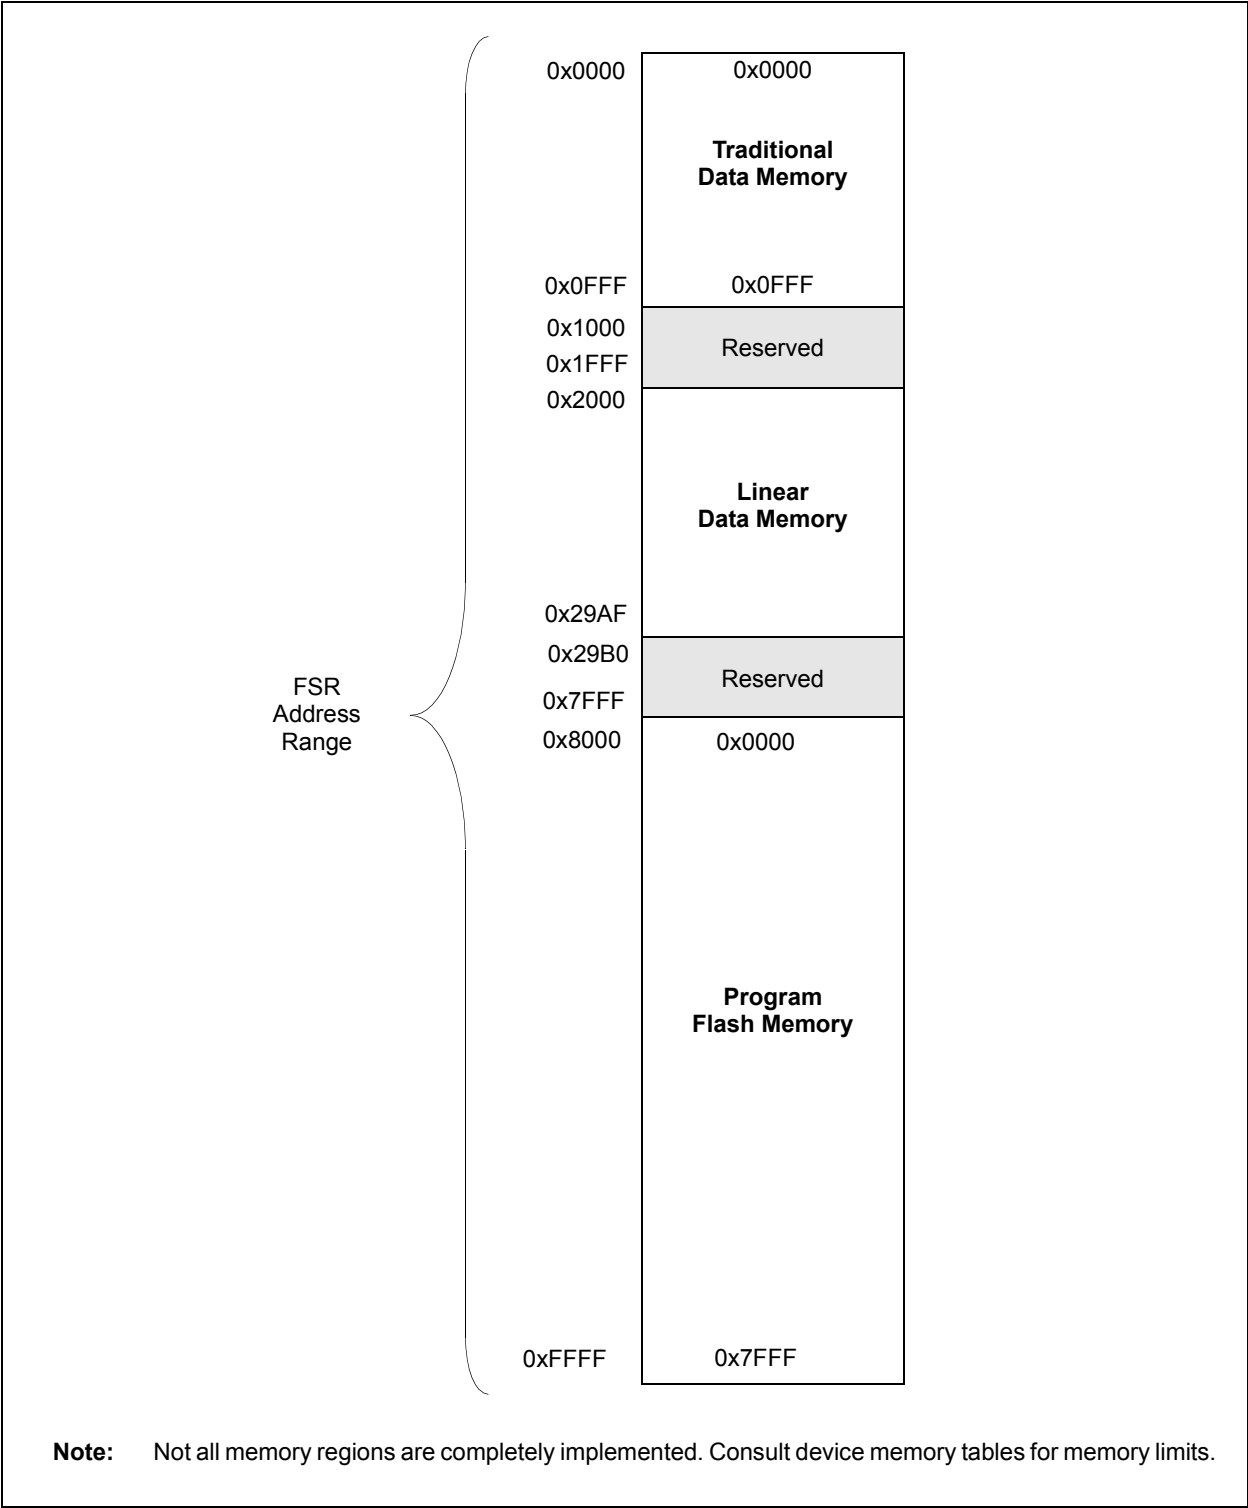 0x0000 0x0000
Traditional
Data Memory
0x0FFF 0x0FFF
0x1000
Reserved
0x1FFF
0x2000
Linear
Data Memory
0x29AF
0x29B0
Reserved
0x7FFF
FSR
Address
Range
0x8000 0x0000
Program
Flash Memory
0xFFFF 0x7FFF
Note: Not all memory regions are completely implemented. Consult device memory tables for memory limits.